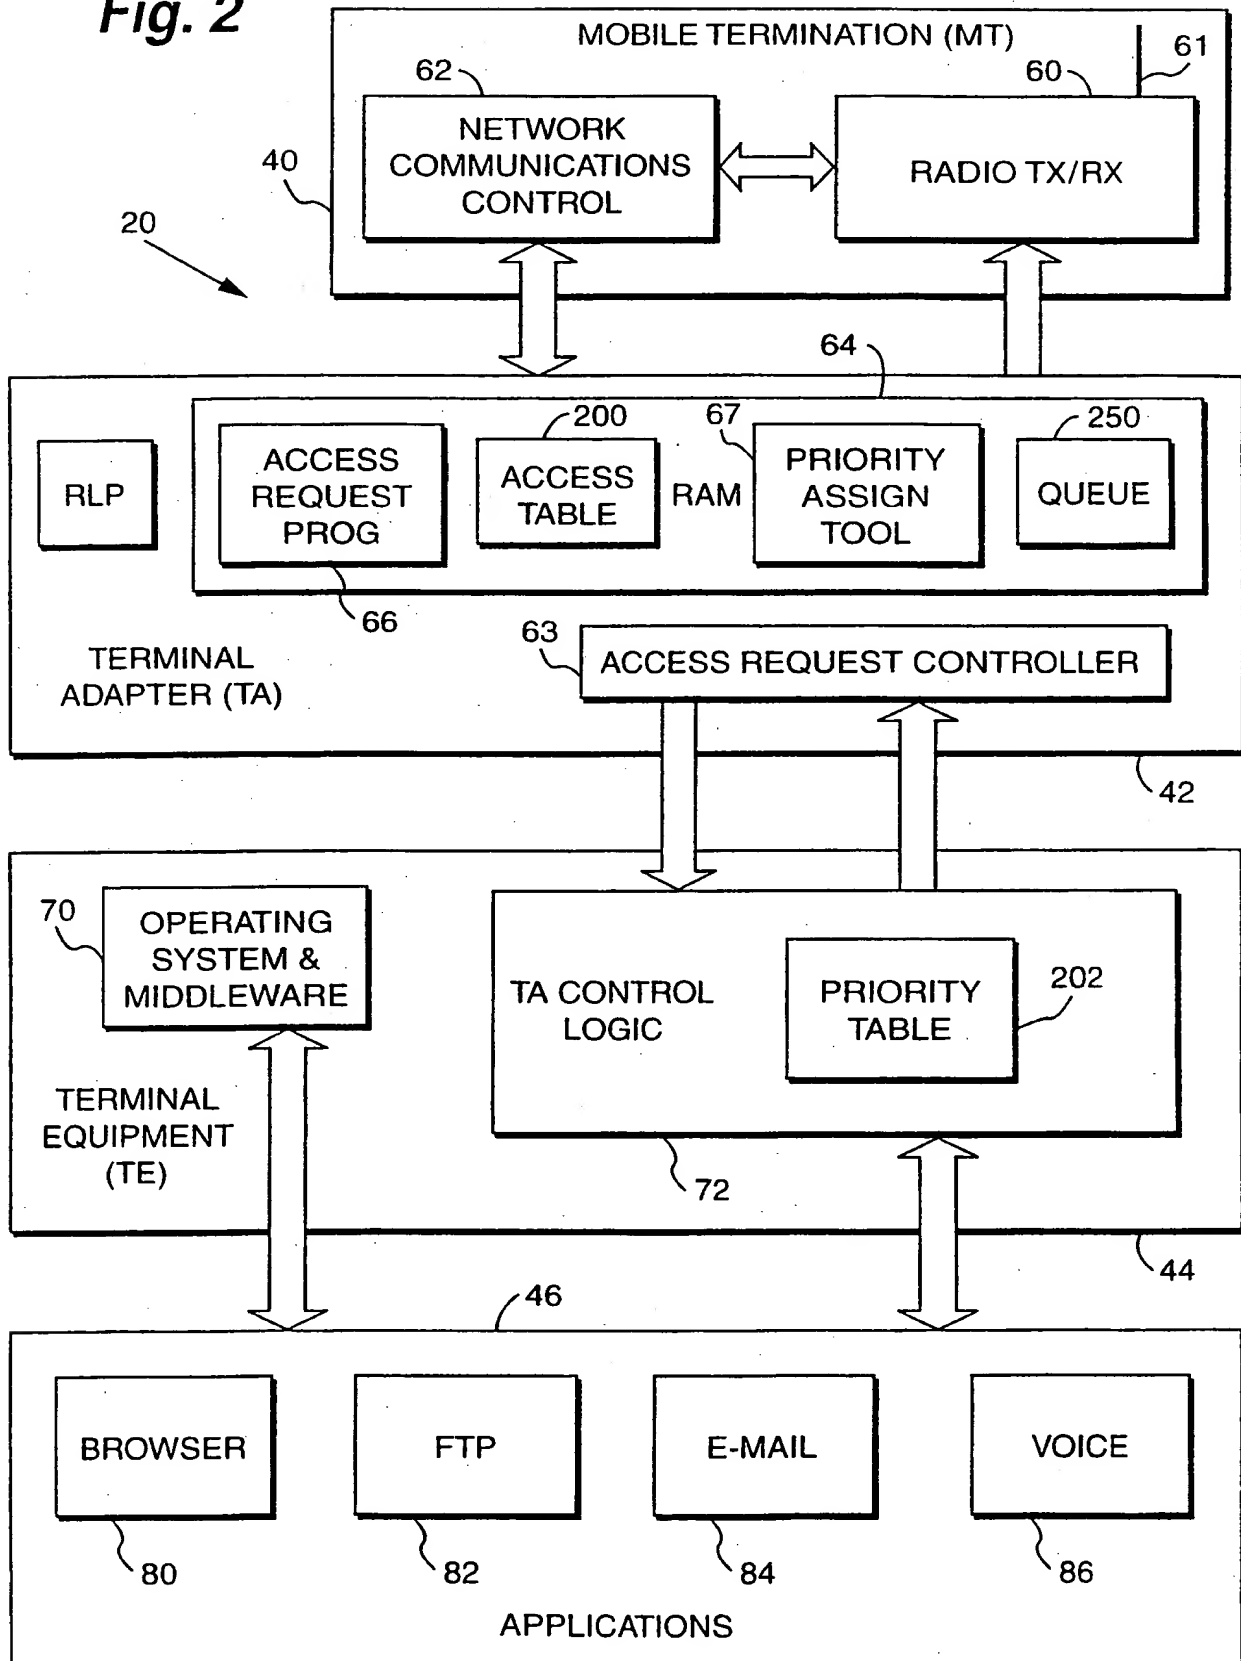 Fig. 2
MOBILE TERMINATION (MT)
61
62
60
NETWORK
COMMUNICATIONS
CONTROL
RADIO TX/RX
40
20
64
200
67
250
RLP
ACCESS
REQUEST
PROG
ACCESS
TABLE
RAM
PRIORITY
ASSIGN
TOOL
QUEUE
66
63
ACCESS REQUEST CONTROLLER
TERMINAL
ADAPTER (TA)
42
70
OPERATING
SYSTEM &
MIDDLEWARE
TA CONTROL
LOGIC
PRIORITY
TABLE
202
TERMINAL
EQUIPMENT
(TE)
72
44
46
BROWSER
FTP
E-MAIL
VOICE
80
82
84
86
APPLICATIONS